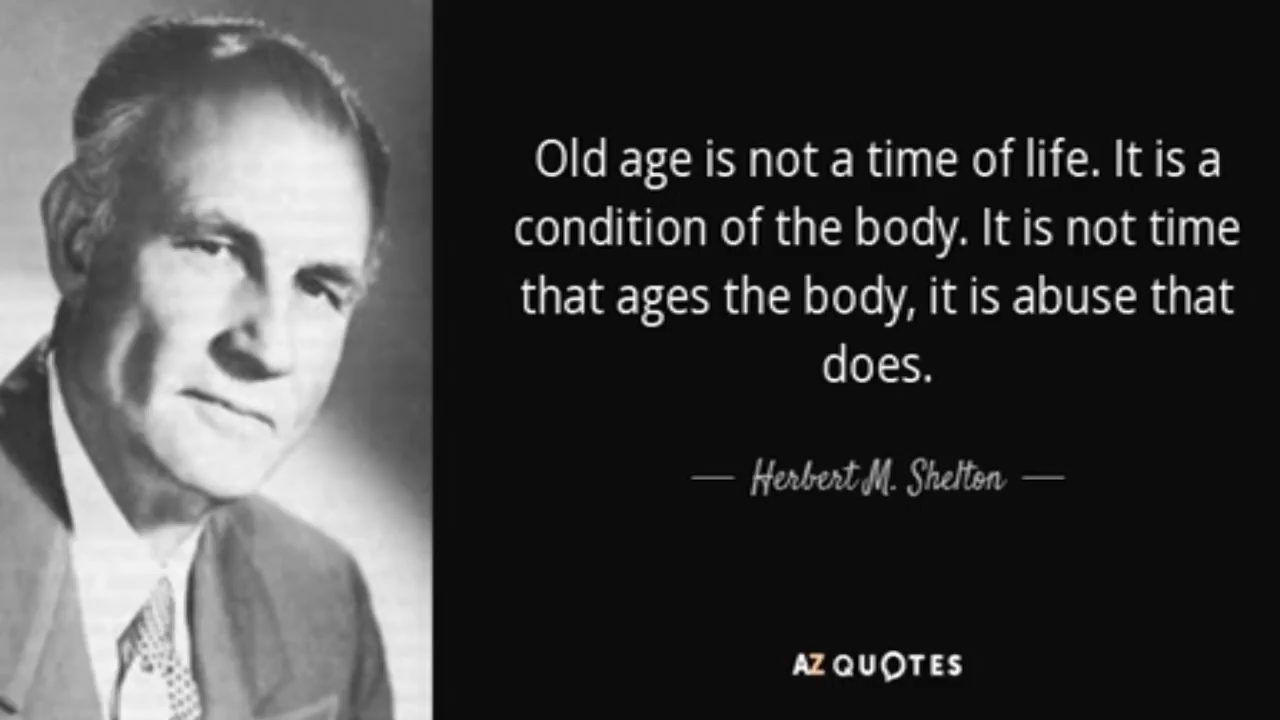 Old age is not a time of life. It is a
condition of the body. It is not time
that ages the body, it is abuse that
does.
Herbert M. Shelton
AZ QUOTES